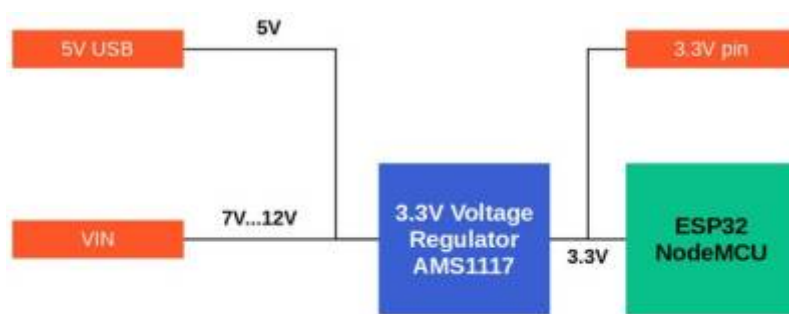 5V USB
5V
3.3V pin
VIN
7V...12V
3.3V Voltage
Regulator
AMS1117
3.3V
ESP32
NodeMCU